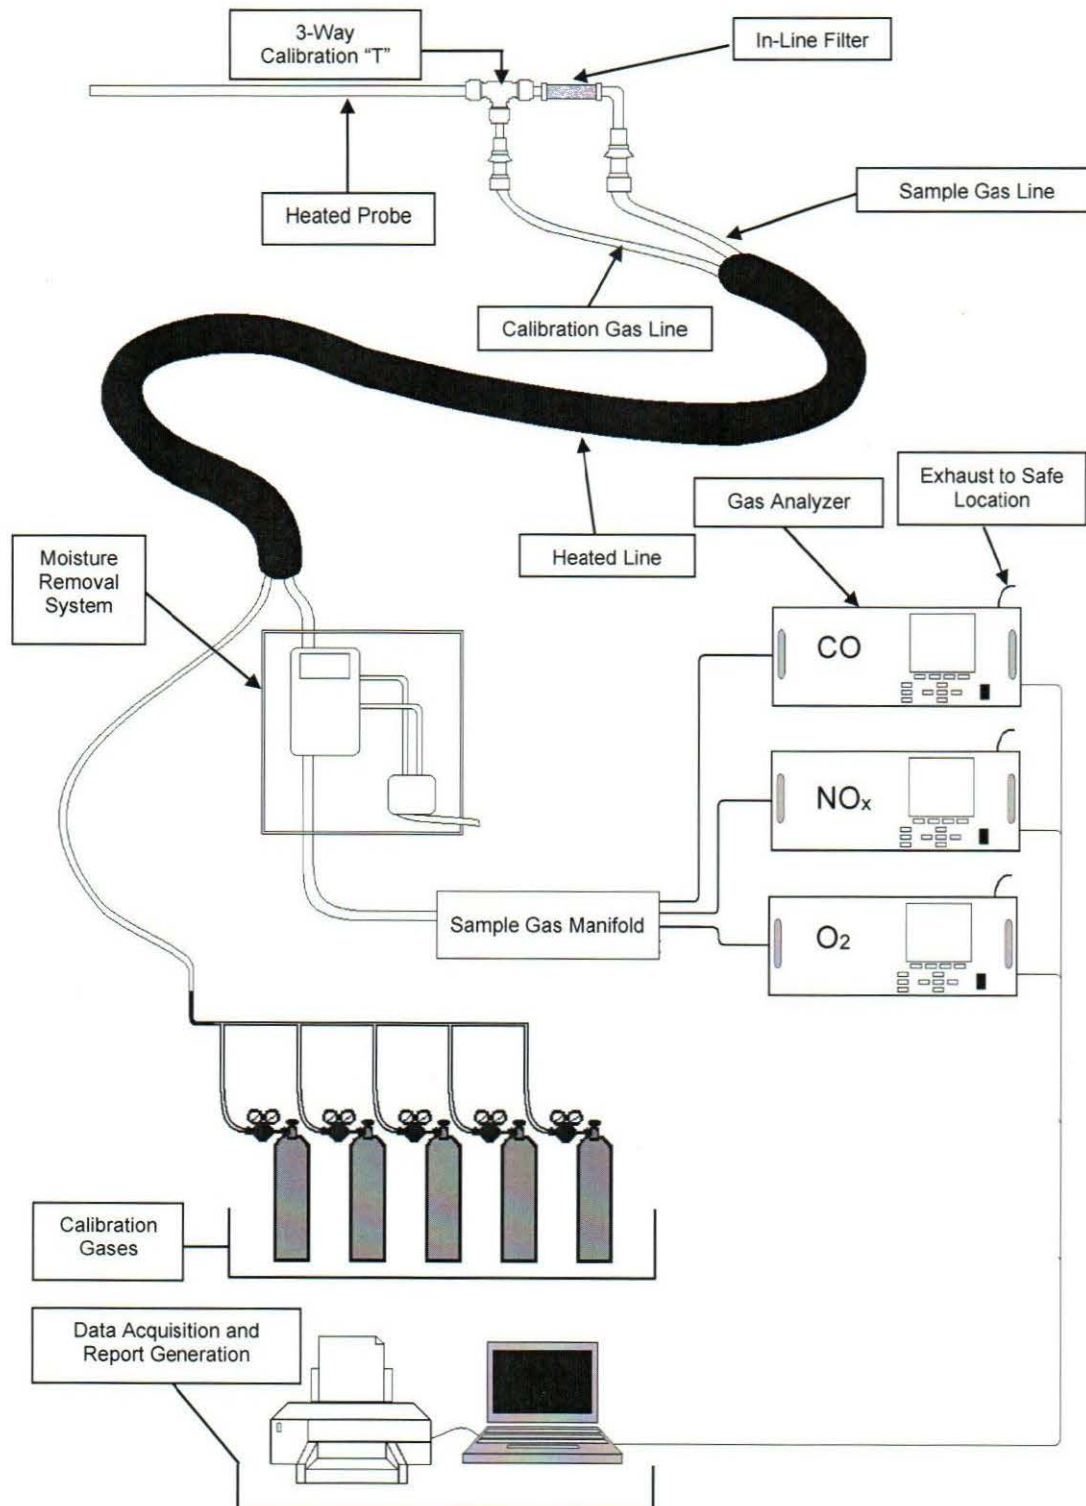 3-Way
Calibration “T”
In-Line Filter
Heated Probe
Sample Gas Line
Calibration Gas Line
Heated Line
Gas Analyzer
Exhaust to Safe
Location
Moisture
Removal
System
CO
NOx
O2
Sample Gas Manifold
Calibration
Gases
Data Acquisition and
Report Generation